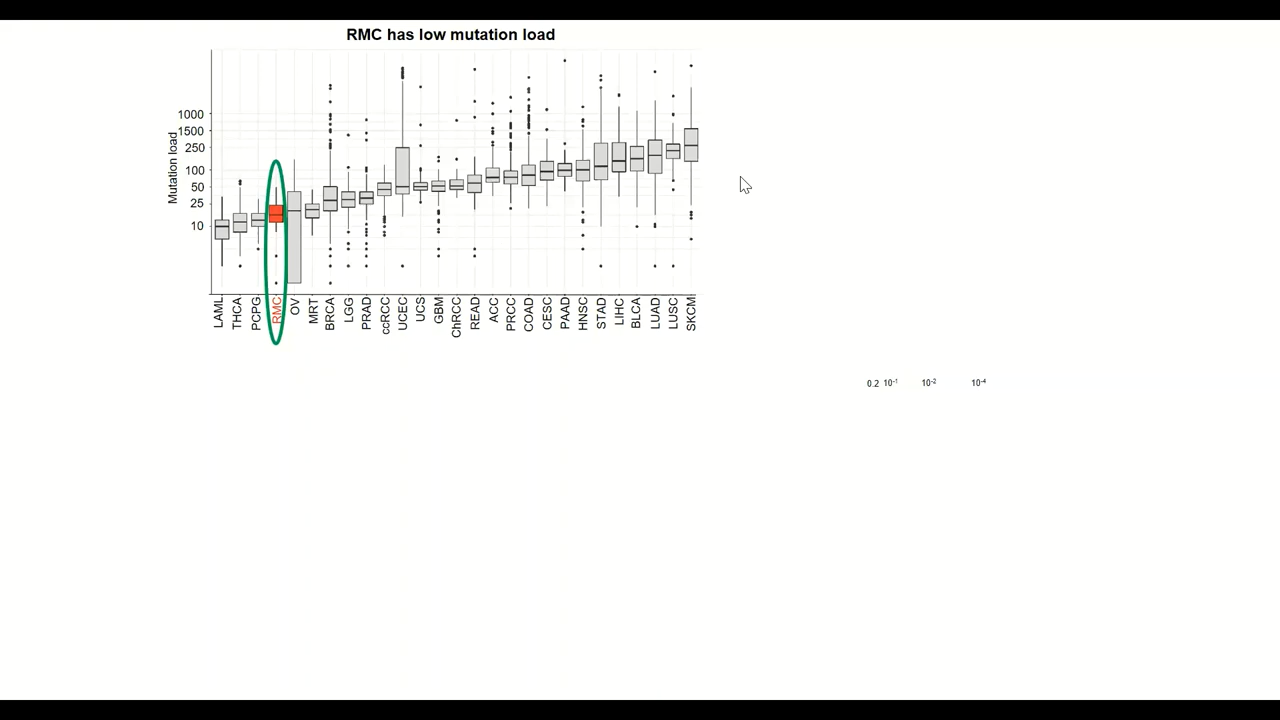 RMC has low mutation load
Mutation load
1000
1500
250
100
50
25
10
LAML
THCA
PCPG
RMC
OV
MRT
BRCA
LGG
PRAD
ccRCC
UCEC
UCS
GBM
ChRCC
READ
ACC
PRCC
COAD
CESC
PAAD
HNSC
STAD
LIHC
BLCA
LUAD
LUSC
SKCM
0.2 10⁻¹ 10⁻² 10⁻⁴